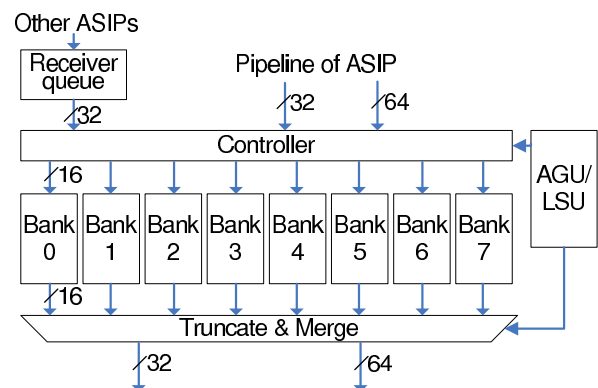 Other ASIPs
Receiver
queue
Pipeline of ASIP
32
32
64
Controller
16
AGU/
LSU
Bank
0
Bank
1
Bank
2
Bank
3
Bank
4
Bank
5
Bank
6
Bank
7
16
Truncate & Merge
32
64